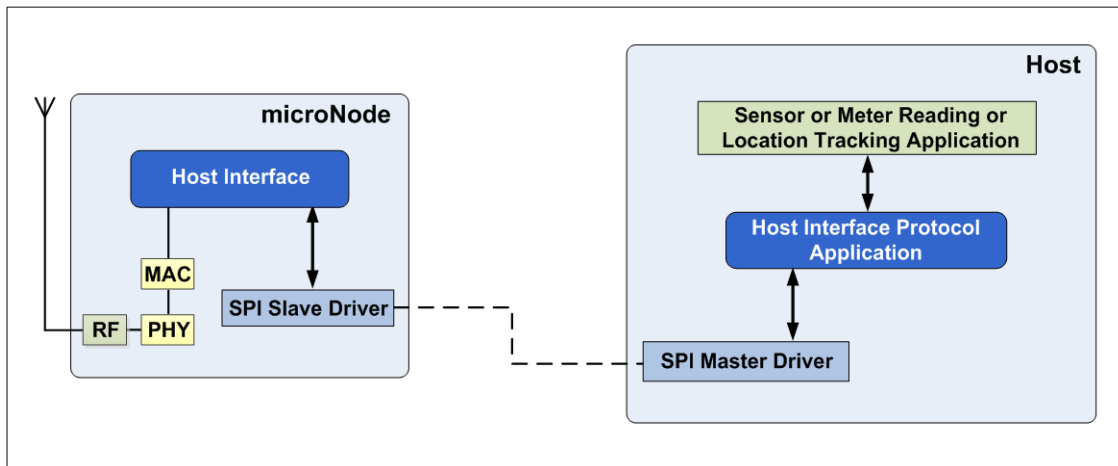 microNode
Host Interface
MAC
SPI Slave Driver
RF
PHY
Host
Sensor or Meter Reading or
Location Tracking Application
Host Interface Protocol
Application
SPI Master Driver